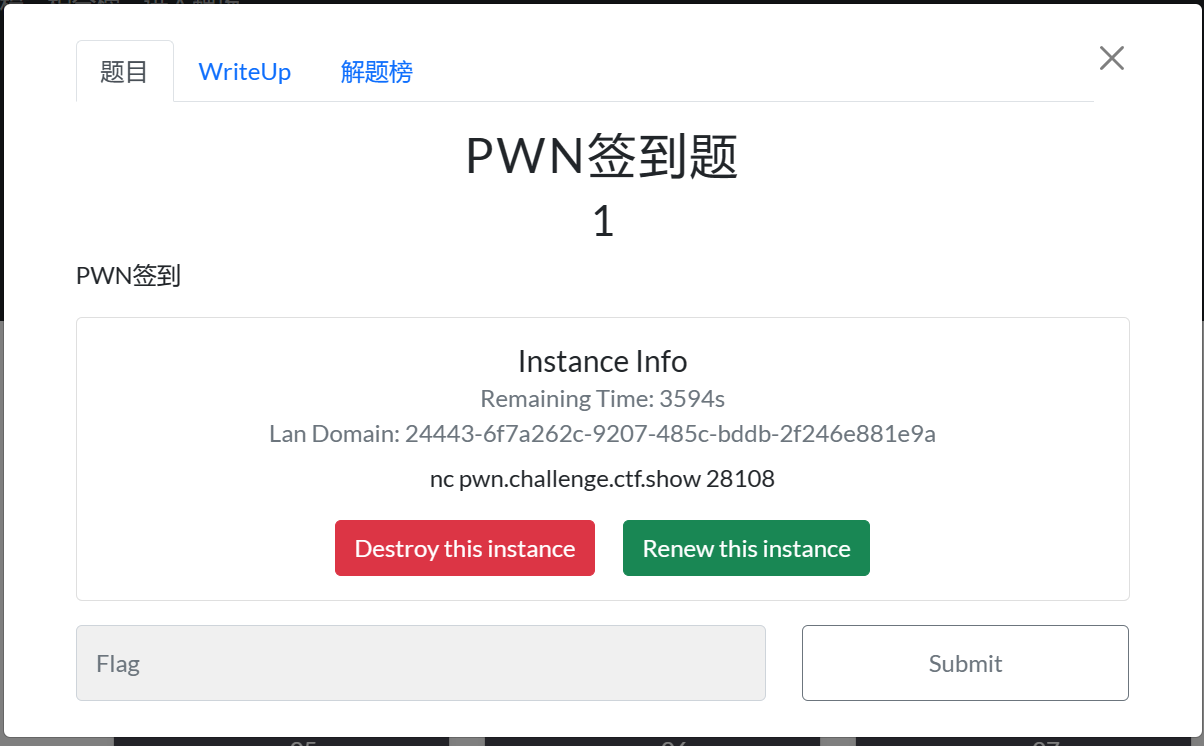 题目 WriteUp 解题榜
PWN签到题
1
PWN签到
Instance Info
Remaining Time: 3594s
Lan Domain: 24443-6f7a262c-9207-485c-bddb-2f246e881e9a
nc pwn.challenge.ctf.show 28108
Destroy this instance Renew this instance
Flag Submit